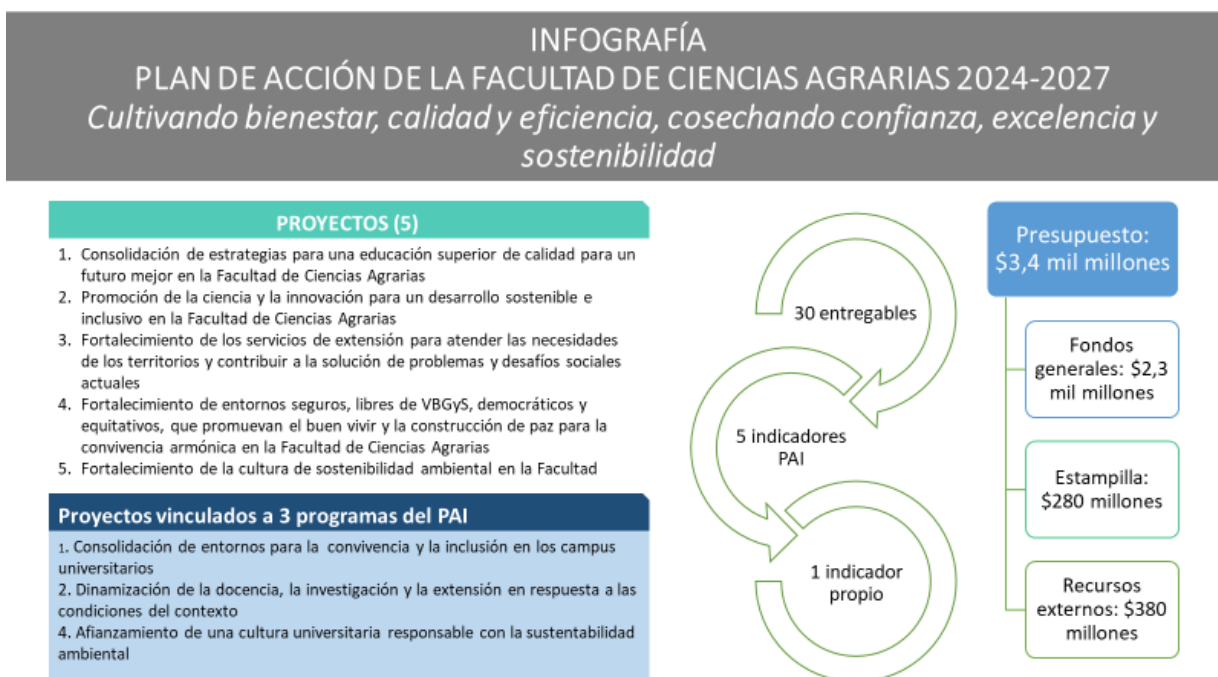 INFOGRAFÍA
PLAN DE ACCIÓN DE LA FACULTAD DE CIENCIAS AGRARIAS 2024-2027
Cultivando bienestar, calidad y eficiencia, cosechando confianza, excelencia y
sostenibilidad
PROYECTOS (5)
1. Consolidación de estrategias para una educación superior de calidad para un
futuro mejor en la Facultad de Ciencias Agrarias
2. Promoción de la ciencia y la innovación para un desarrollo sostenible e
inclusivo en la Facultad de Ciencias Agrarias
3. Fortalecimiento de los servicios de extensión para atender las necesidades
de los territorios y contribuir a la solución de problemas y desafíos sociales
actuales
4. Fortalecimiento de entornos seguros, libres de VBGyS, democráticos y
equitativos, que promuevan el buen vivir y la construcción de paz para la
convivencia armónica en la Facultad de Ciencias Agrarias
5. Fortalecimiento de la cultura de sostenibilidad ambiental en la Facultad
Proyectos vinculados a 3 programas del PAI
1. Consolidación de entornos para la convivencia y la inclusión en los campus
universitarios
2. Dinamización de la docencia, la investigación y la extensión en respuesta a las
condiciones del contexto
4. Afianzamiento de una cultura universitaria responsable con la sustentabilidad
ambiental
30 entregables
5 indicadores
PAI
1 indicador
propio
Presupuesto:
$3,4 mil millones
Fondos
generales: $2,3
mil millones
Estampilla:
$280 millones
Recursos
externos: $380
millones